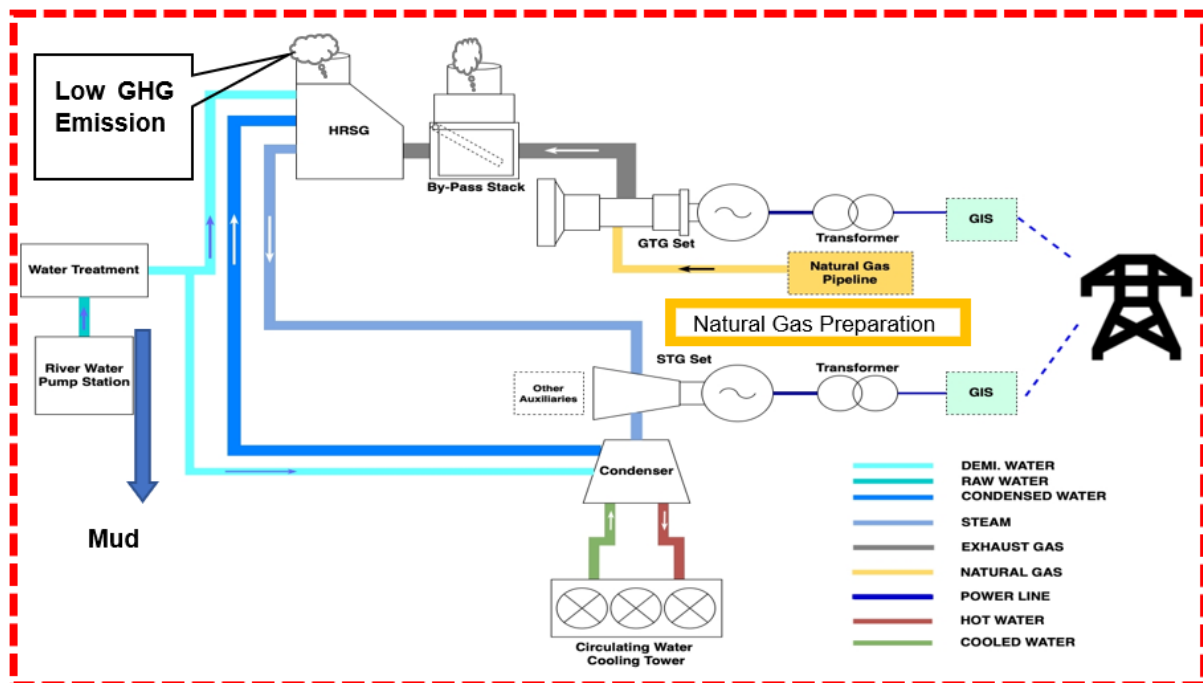 Low GHG
Emission
HRSG
By-Pass Stack
GTG Set
Transformer
GIS
Water Treatment
Natural Gas
Pipeline
Natural Gas Preparation
River Water
Pump Station
STG Set
Transformer
Other
Auxiliaries
GIS
Condenser
Mud
Circulating Water
Cooling Tower
DEMI. WATER
RAW WATER
CONDENSED WATER
STEAM
EXHAUST GAS
NATURAL GAS
POWER LINE
HOT WATER
COOLED WATER